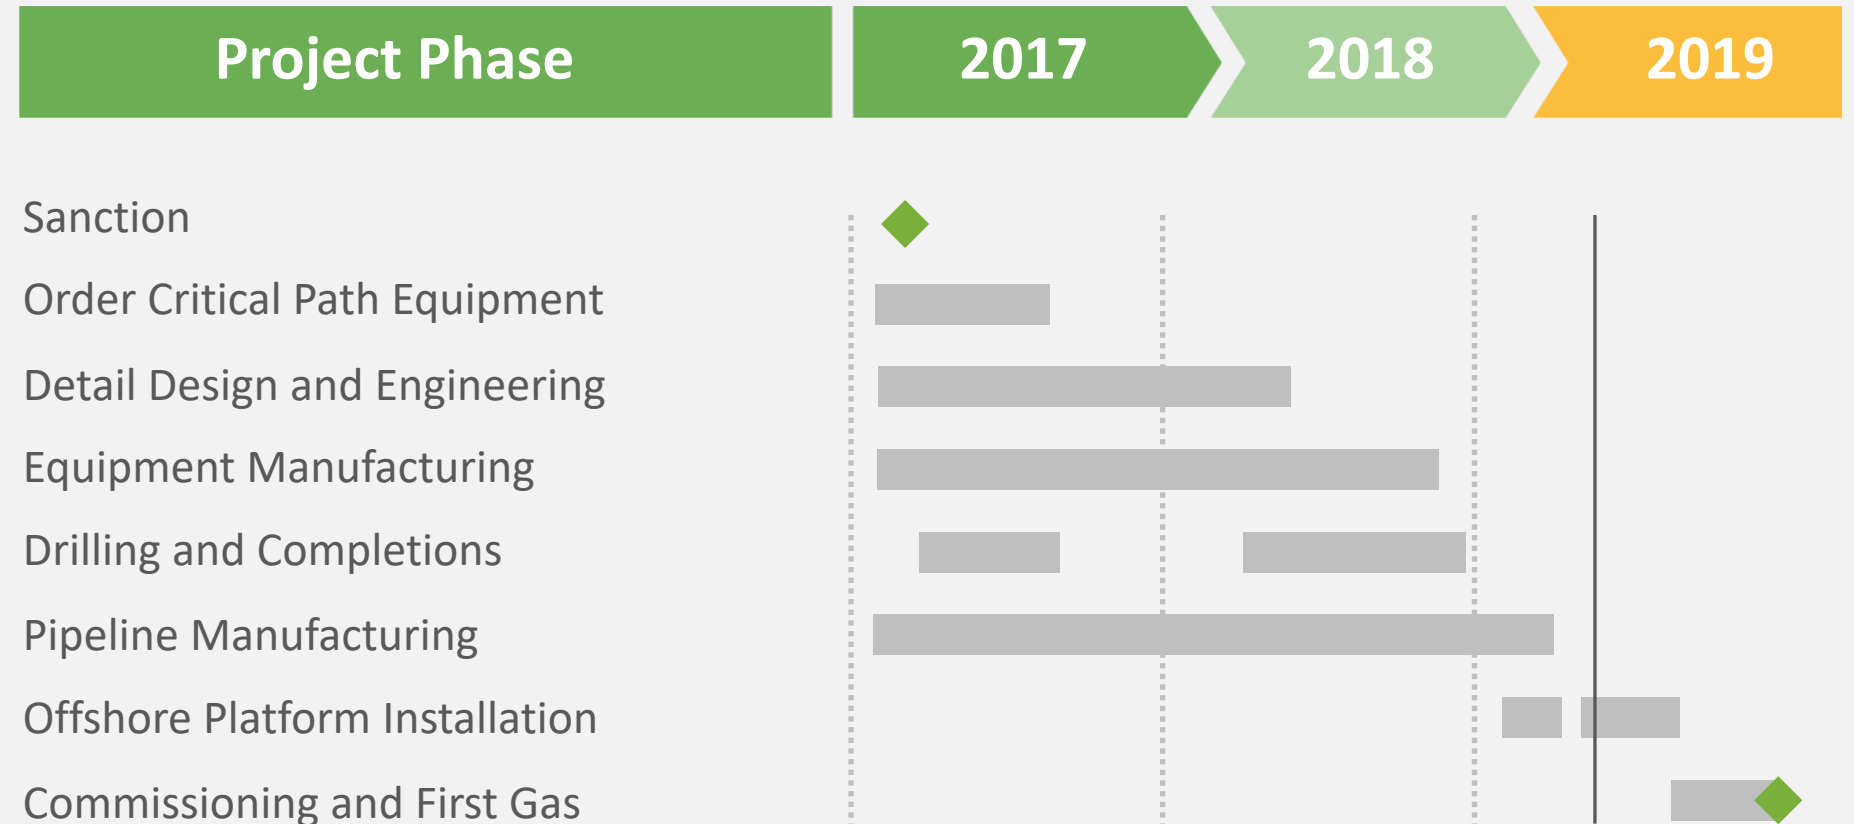 Project Phase
2017
2018
2019
Sanction
Order Critical Path Equipment
Detail Design and Engineering
Equipment Manufacturing
Drilling and Completions
Pipeline Manufacturing
Offshore Platform Installation
Commissioning and First Gas